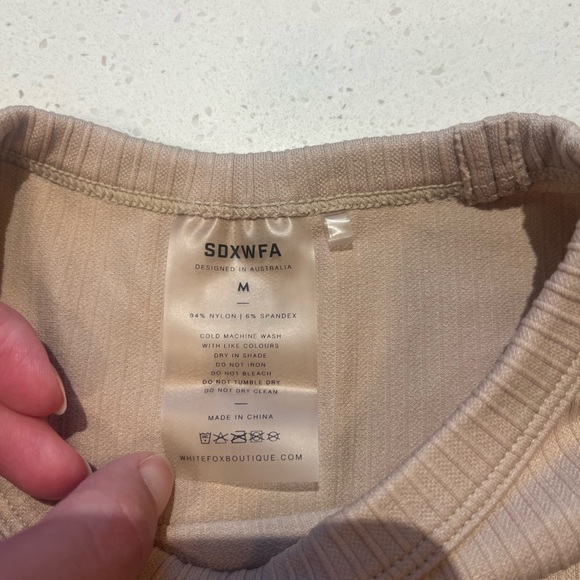 SDXWFA
DESIGNED IN AUSTRALIA
M
94% NYLON | 6% SPANDEX
COLD MACHINE WASH
WITH LIKE COLOURS
DRY IN SHADE
DO NOT IRON
DO NOT BLEACH
DO NOT TUMBLE DRY
DO NOT DRY CLEAN
MADE IN CHINA
WHITEFOXBOUTIQUE.COM